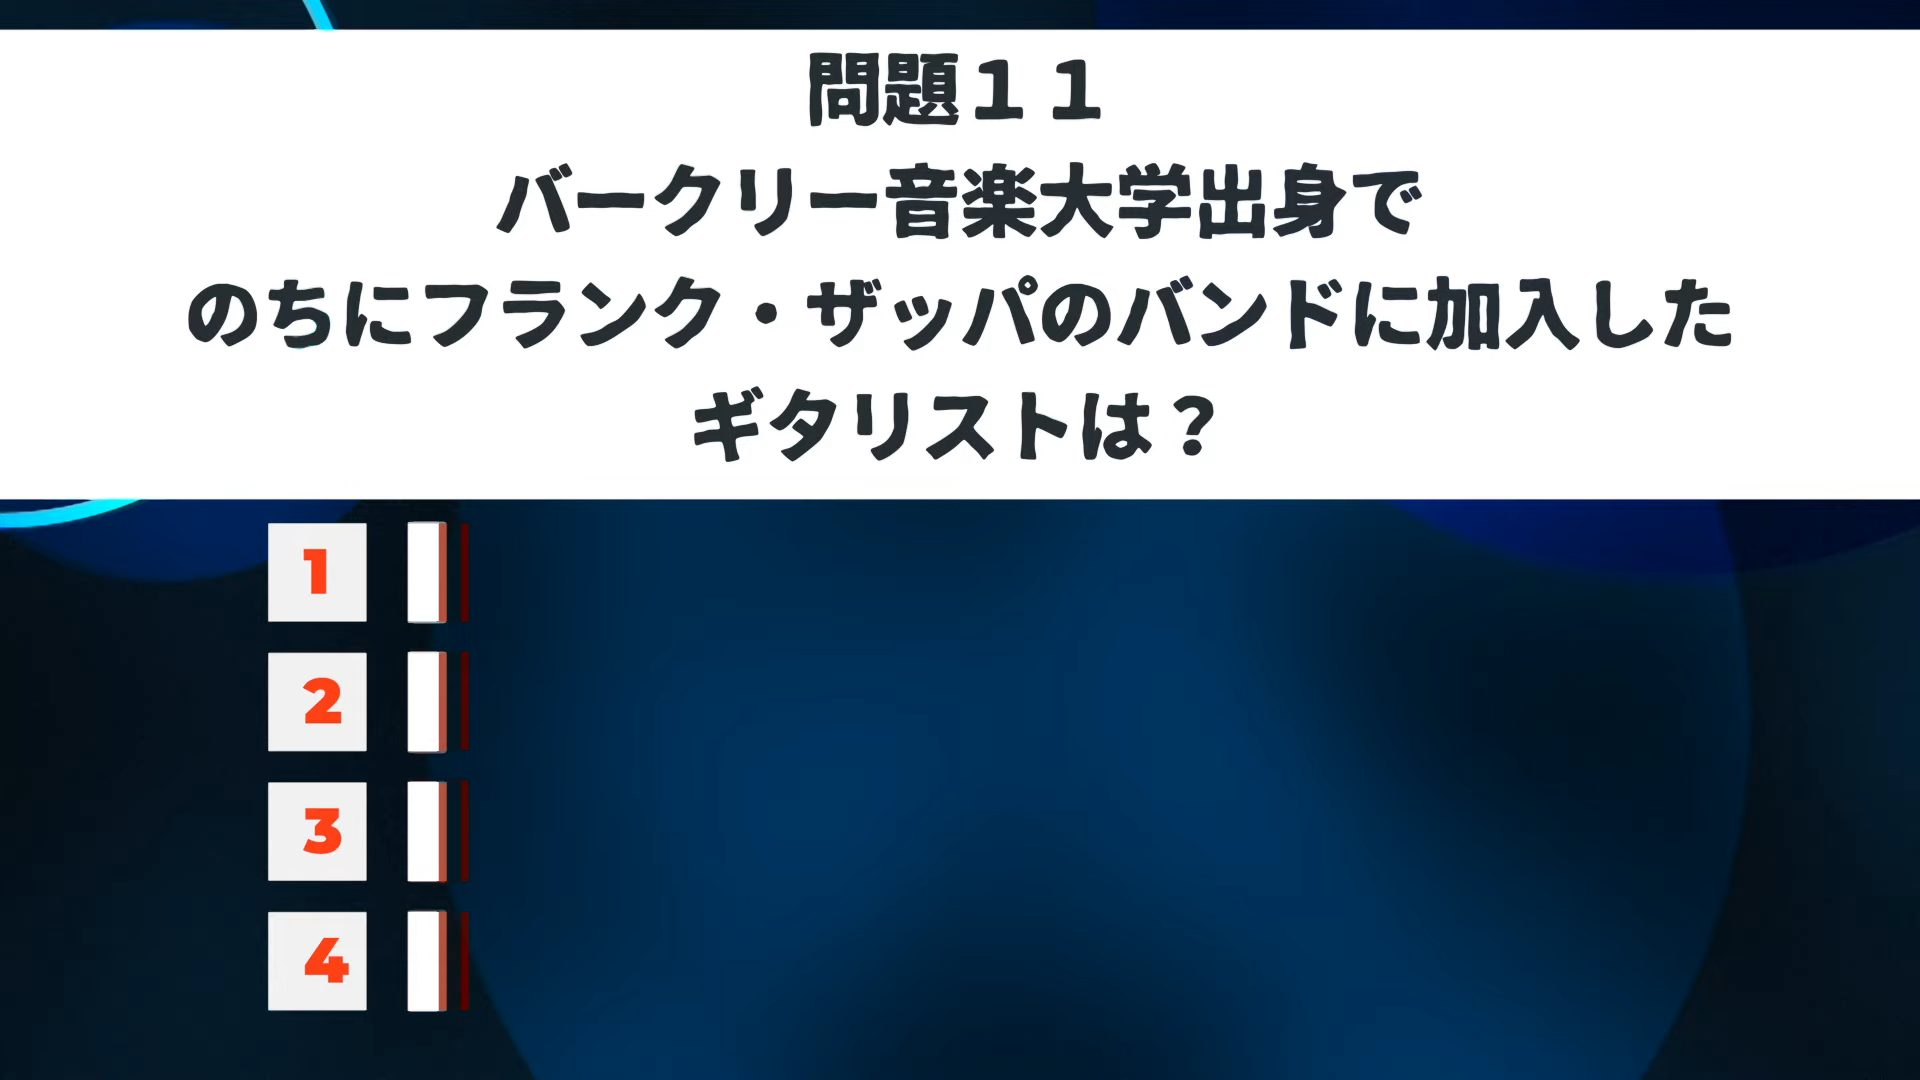 問題１１
バークリー音楽大学出身で
のちにフランク・ザッパのバンドに加入した
ギタリストは？
1
2
3
4